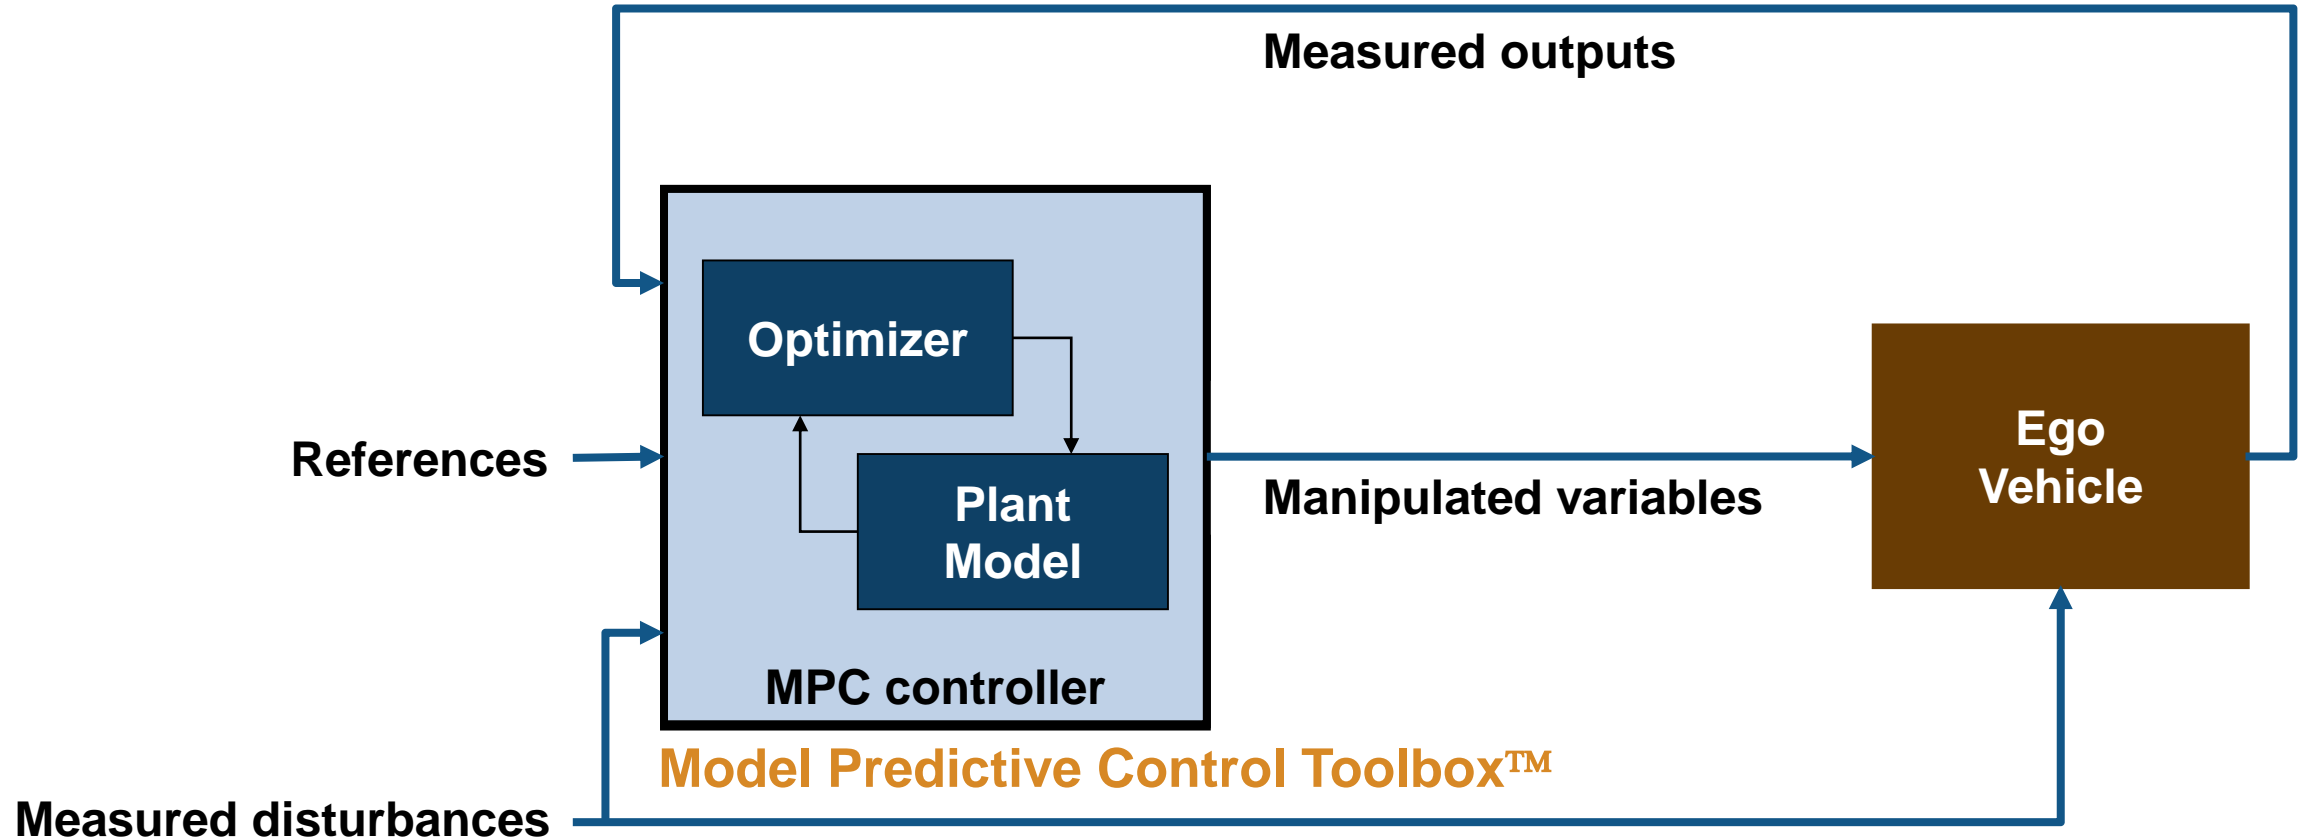 Measured outputs
Optimizer
References
Plant
Model
Manipulated variables
Ego
Vehicle
MPC controller
Model Predictive Control Toolbox™
Measured disturbances